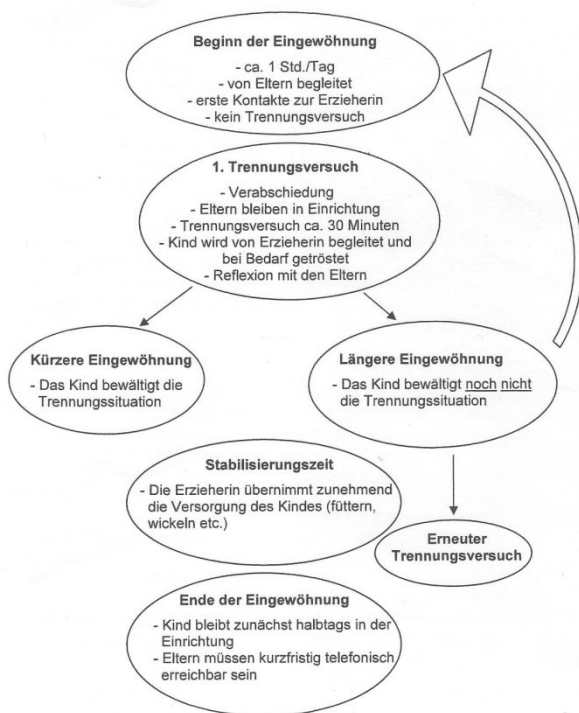 Beginn der Eingewöhnung
- ca. 1 Std./Tag
- von Eltern begleitet
- erste Kontakte zur Erzieherin
- kein Trennungsversuch
1. Trennungsversuch
- Verabschiedung
- Eltern bleiben in Einrichtung
- Trennungsversuch ca. 30 Minuten
- Kind wird von Erzieherin begleitet und
bei Bedarf getröstet
- Reflexion mit den Eltern
Kürzere Eingewöhnung
- Das Kind bewältigt die
Trennungssituation
Längere Eingewöhnung
- Das Kind bewältigt noch nicht
die Trennungssituation
Stabilisierungszeit
- Die Erzieherin übernimmt zunehmend
die Versorgung des Kindes (füttern,
wickeln etc.)
Erneuter
Trennungsversuch
Ende der Eingewöhnung
- Kind bleibt zunächst halbtags in der
Einrichtung
- Eltern müssen kurzfristig telefonisch
erreichbar sein